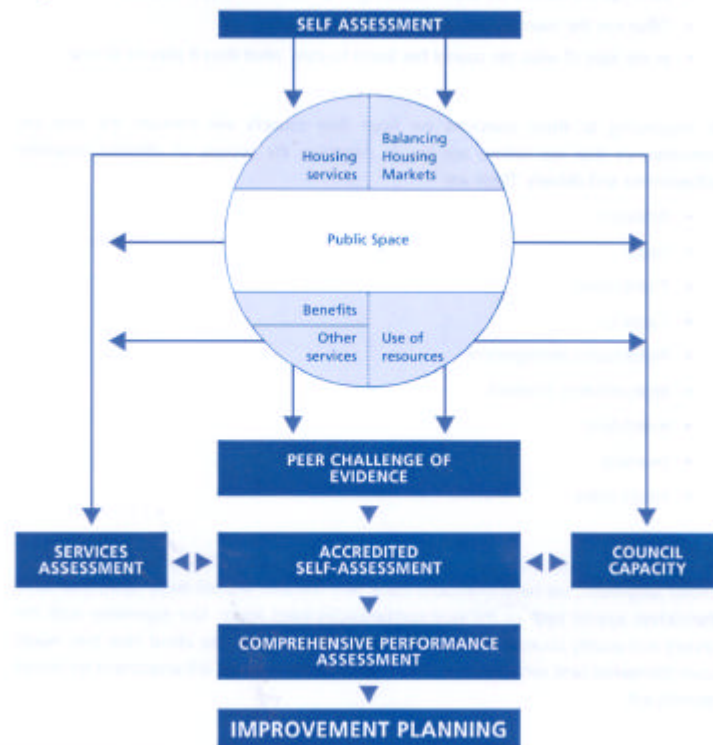 SELF ASSESSMENT
Housing
services
Balancing
Housing
Markets
Public Space
Benefits
Other
services
Use of
resources
PEER CHALLENGE OF
EVIDENCE
SERVICES
ASSESSMENT
ACCREDITED
SELF-ASSESSMENT
COUNCIL
CAPACITY
COMPREHENSIVE PERFORMANCE
ASSESSMENT
IMPROVEMENT PLANNING